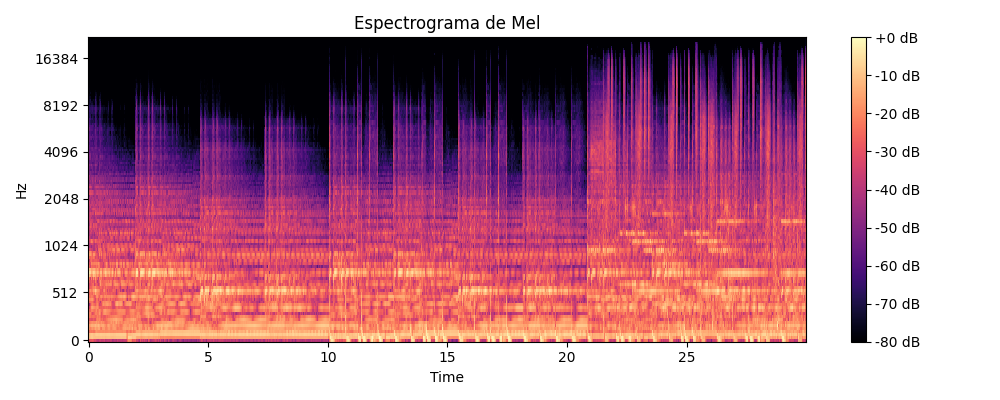 Espectrograma de Mel
Hz
16384
8192
4096
2048
1024
512
0
0 5 10 15 20 25
Time
+0 dB
-10 dB
-20 dB
-30 dB
-40 dB
-50 dB
-60 dB
-70 dB
-80 dB